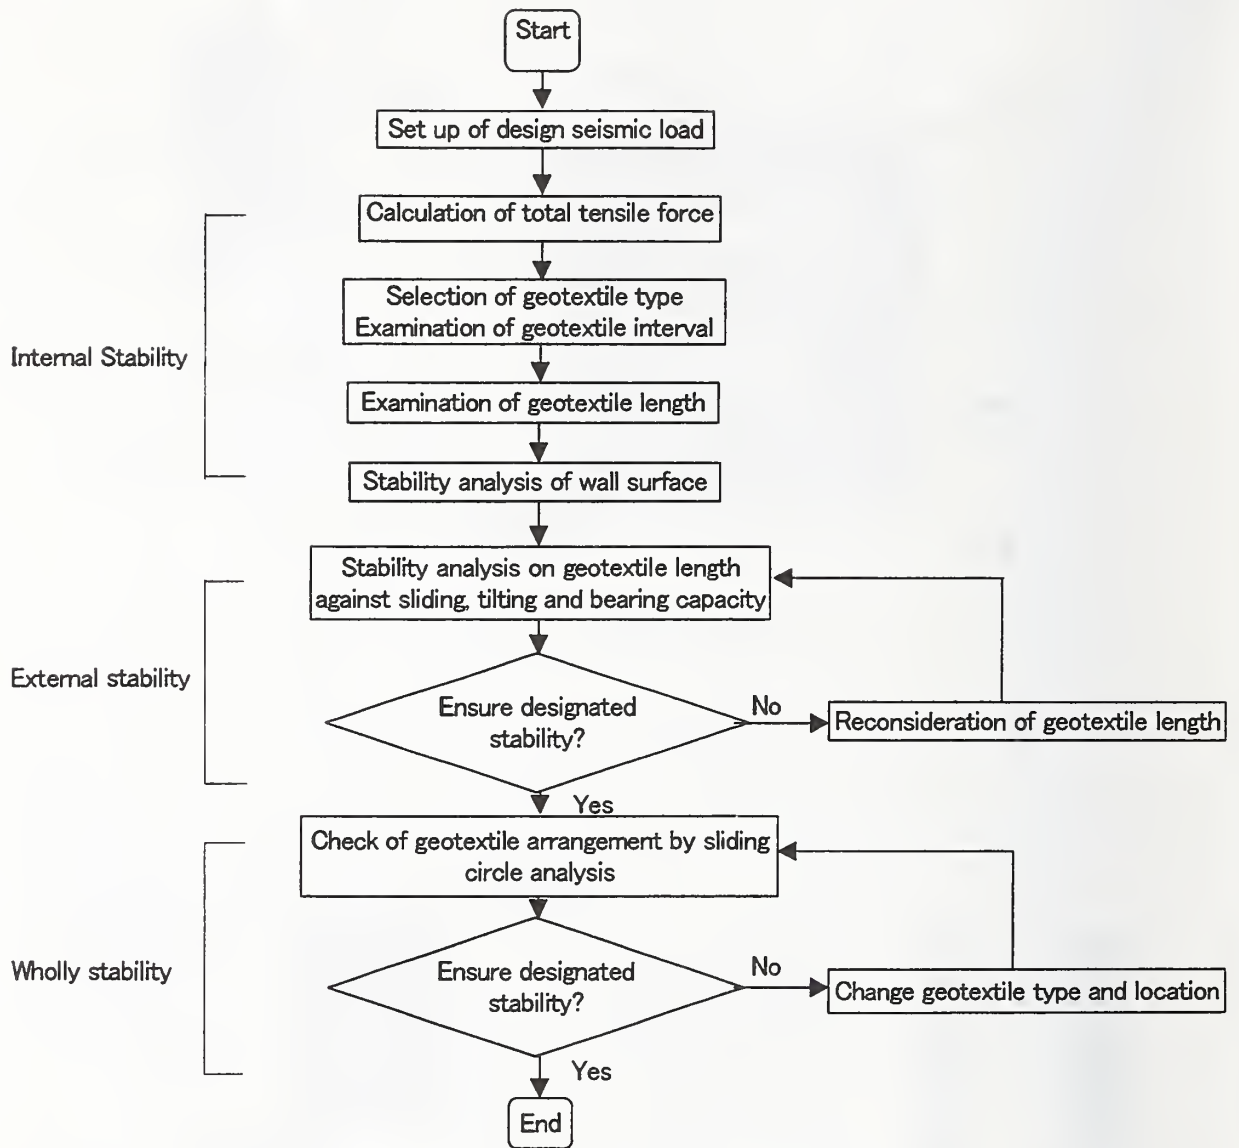 Start
Set up of design seismic load
Calculation of total tensile force
Selection of geotextile type
Examination of geotextile interval
Internal Stability
Examination of geotextile length
Stability analysis of wall surface
Stability analysis on geotextile length
against sliding, tilting and bearing capacity
External stability
Ensure designated
stability?
No
Reconsideration of geotextile length
Yes
Check of geotextile arrangement by sliding
circle analysis
Wholly stability
Ensure designated
stability?
No
Change geotextile type and location
Yes
End